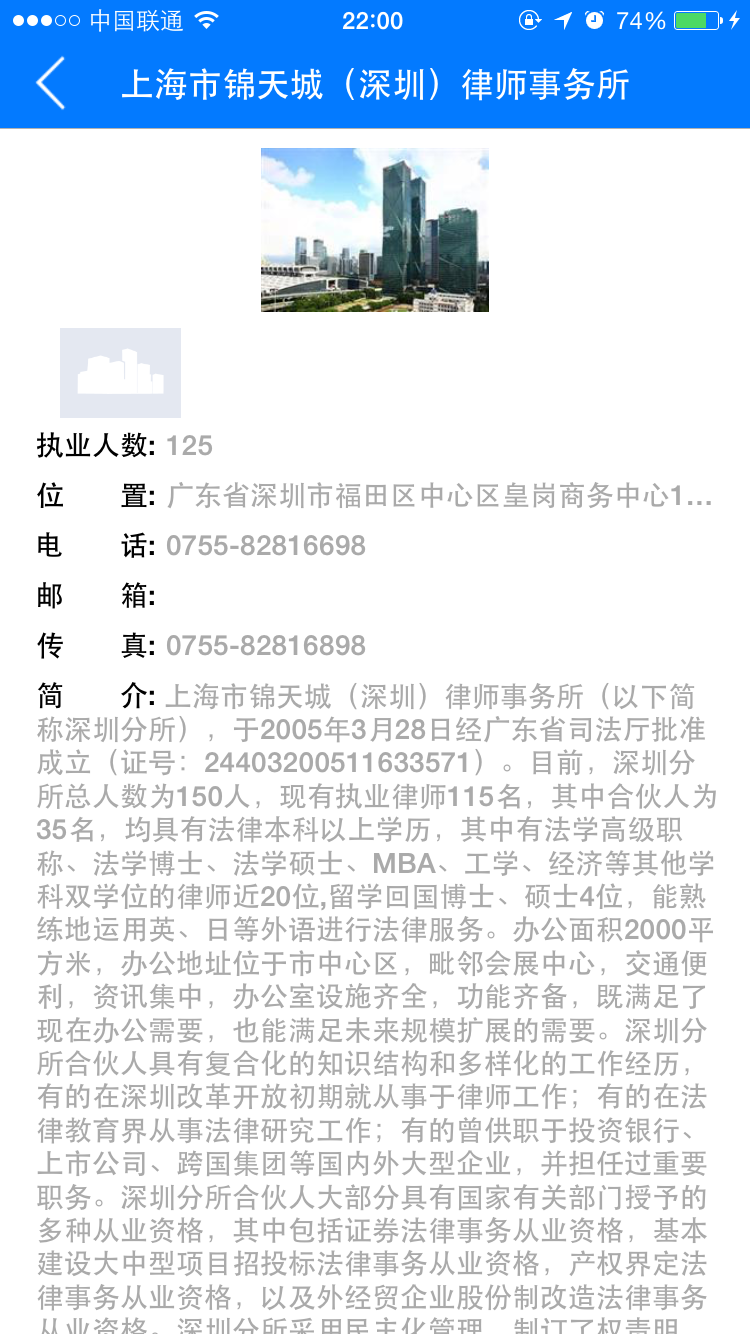 中国联通 22:00 74%
上海市锦天城（深圳）律师事务所
执业人数: 125
位 置: 广东省深圳市福田区中心区皇岗商务中心1...
电 话: 0755-82816698
邮 箱:
传 真: 0755-82816898
简 介: 上海市锦天城（深圳）律师事务所（以下简
称深圳分所），于2005年3月28日经广东省司法厅批准
成立（证号：24403200511633571）。目前，深圳分
所总人数为150人，现有执业律师115名，其中合伙人为
35名，均具有法律本科以上学历，其中有法学高级职
称、法学博士、法学硕士、MBA、工学、经济等其他学
科双学位的律师近20位,留学回国博士、硕士4位，能熟
练地运用英、日等外语进行法律服务。办公面积2000平
方米，办公地址位于市中心区，毗邻会展中心，交通便
利，资讯集中，办公室设施齐全，功能齐备，既满足了
现在办公需要，也能满足未来规模扩展的需要。深圳分
所合伙人具有复合化的知识结构和多样化的工作经历，
有的在深圳改革开放初期就从事于律师工作；有的在法
律教育界从事法律研究工作；有的曾供职于投资银行、
上市公司、跨国集团等国内外大型企业，并担任过重要
职务。深圳分所合伙人大部分具有国家有关部门授予的
多种从业资格，其中包括证券法律事务从业资格，基本
建设大中型项目招投标法律事务从业资格，产权界定法
律事务从业资格，以及外经贸企业股份制改造法律事务
从业资格。深圳分所采用民主化管理，制订了权责明